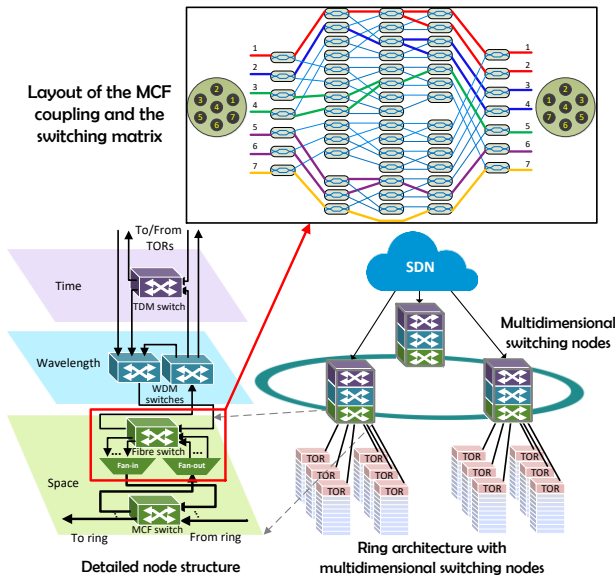 Layout of the MCF
coupling and the
switching matrix
2
3 1
4
5 7
6
1
2
3
4
5
6
7
1
2
3
4
5
6
7
2
1 3
4
7 5
6
To/From
TORs
Time
TDM switch
Wavelength
WDM
switches
Space
Fibre switch
... ...
Fan-in Fan-out
MCF switch
To ring
From ring
Detailed node structure
SDN
Multidimensional
switching nodes
TOR
TOR
TOR
TOR
TOR
TOR
TOR
TOR
TOR
TOR
TOR
TOR
Ring architecture with
multidimensional switching nodes